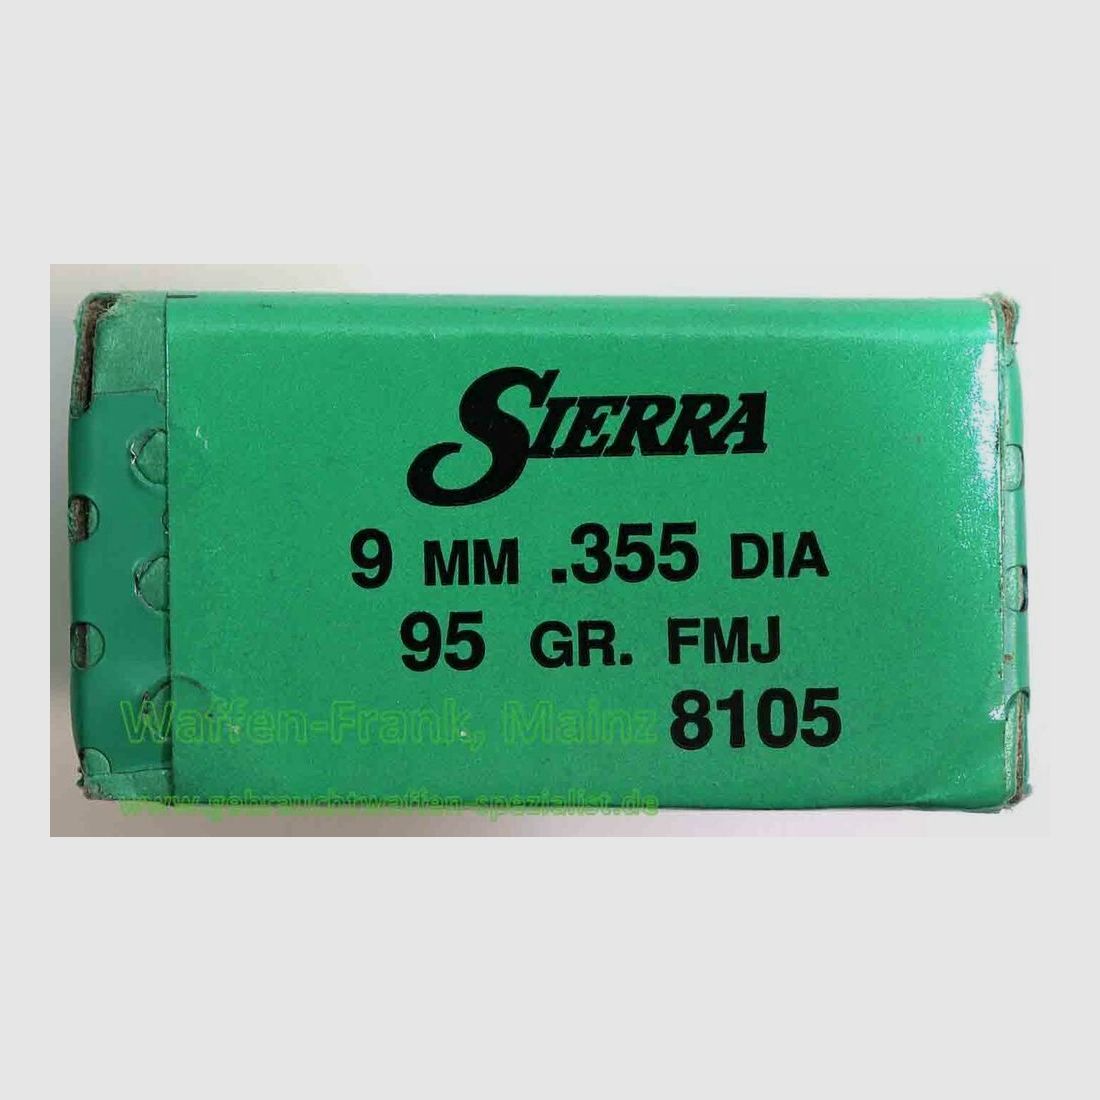 SIERRA
9 MM .355 DIA
95 GR. FMJ
8105
Waffen-Frank, Mainz
www.gebrauchtwaffen-spezialist.de